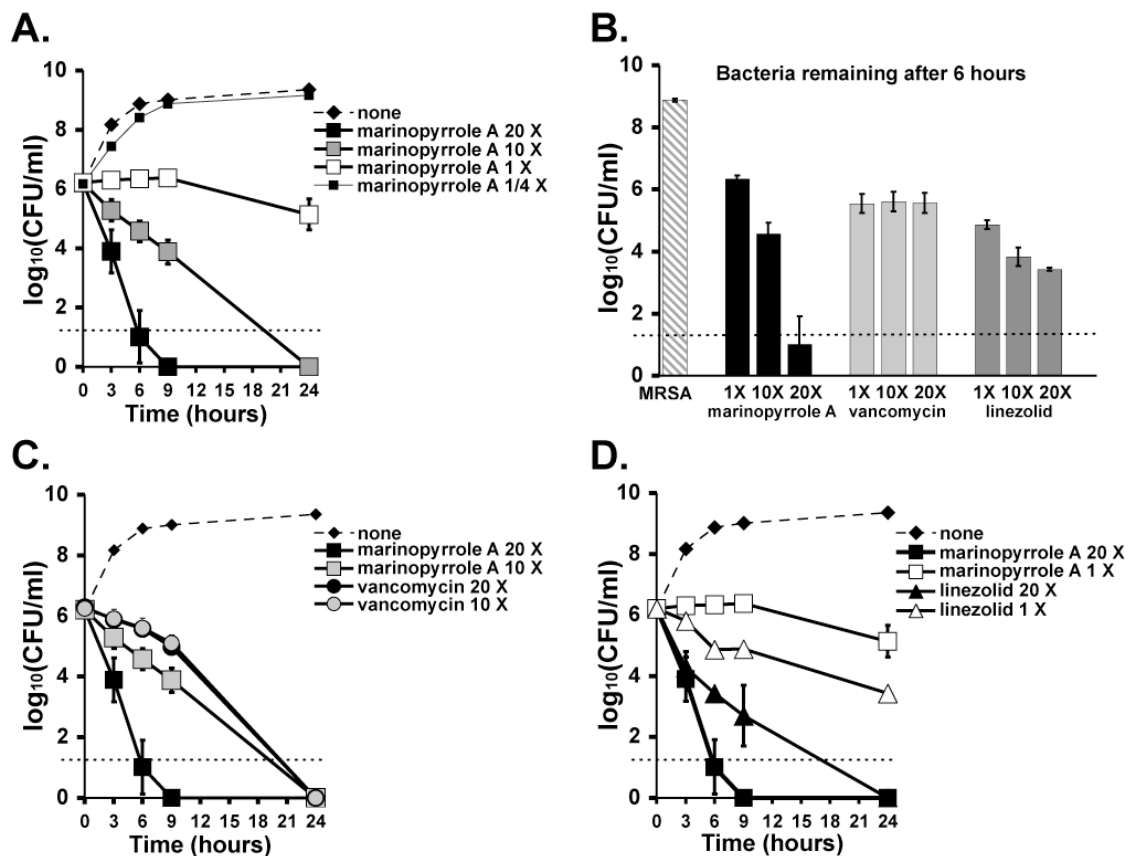 A.
10
8
6
4
2
0
log₁₀(CFU/ml)
0 3 6 9 12 15 18 21 24
Time (hours)
none
marinopyrrole A 20 X
marinopyrrole A 10 X
marinopyrrole A 1 X
marinopyrrole A 1/4 X
B.
Bacteria remaining after 6 hours
10
8
6
4
2
0
log₁₀(CFU/ml)
MRSA
1X 10X 20X
marinopyrrole A
1X 10X 20X
vancomycin
1X 10X 20X
linezolid
C.
10
8
6
4
2
0
log₁₀(CFU/ml)
0 3 6 9 12 15 18 21 24
Time (hours)
none
marinopyrrole A 20 X
marinopyrrole A 10 X
vancomycin 20 X
vancomycin 10 X
D.
10
8
6
4
2
0
log₁₀(CFU/ml)
0 3 6 9 12 15 18 21 24
Time (hours)
none
marinopyrrole A 20 X
marinopyrrole A 1 X
linezolid 20 X
linezolid 1 X